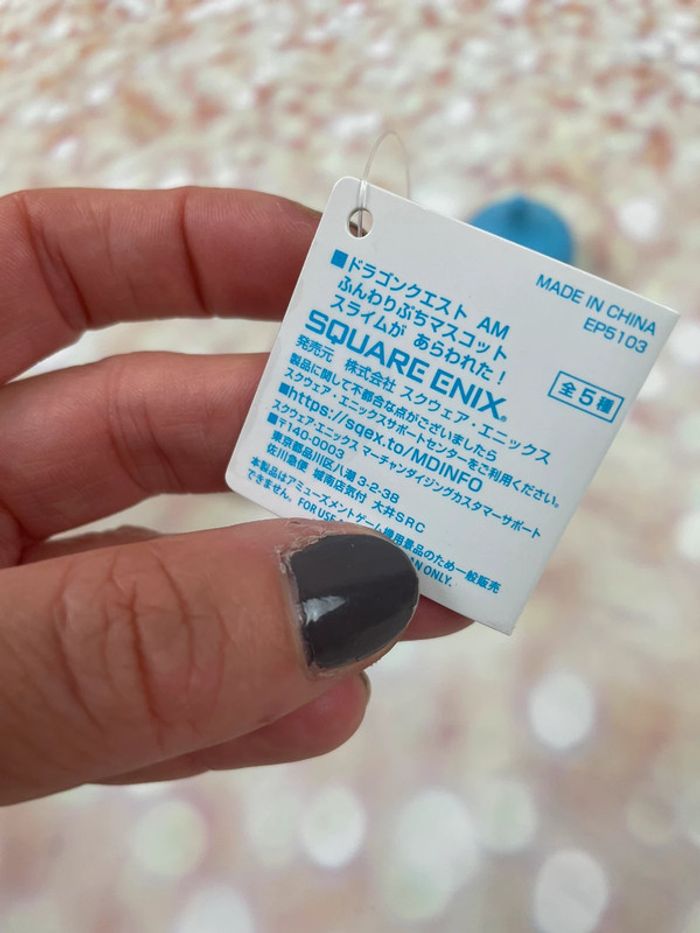 MADE IN CHINA
EP5103
■ドラゴンクエスト AM
ふんわりぷちマスコット
スライムが あらわれた！
全5種
SQUARE ENIX®
発売元 株式会社 スクウェア・エニックス
製品に関して不都合な点がございましたら
スクウェア・エニックスサポートセンターをご利用ください。
■https://sqex.to/MDINFO
スクウェア・エニックス マーチャンダイジングカスタマーサポート
■〒140-0003
東京都品川区八潮 3-2-3B
佐川急便 城南店気付 大井SRC
本製品はアミューズメントゲーム機用景品のため一般販売
できません。 FOR USE
AN ONLY.